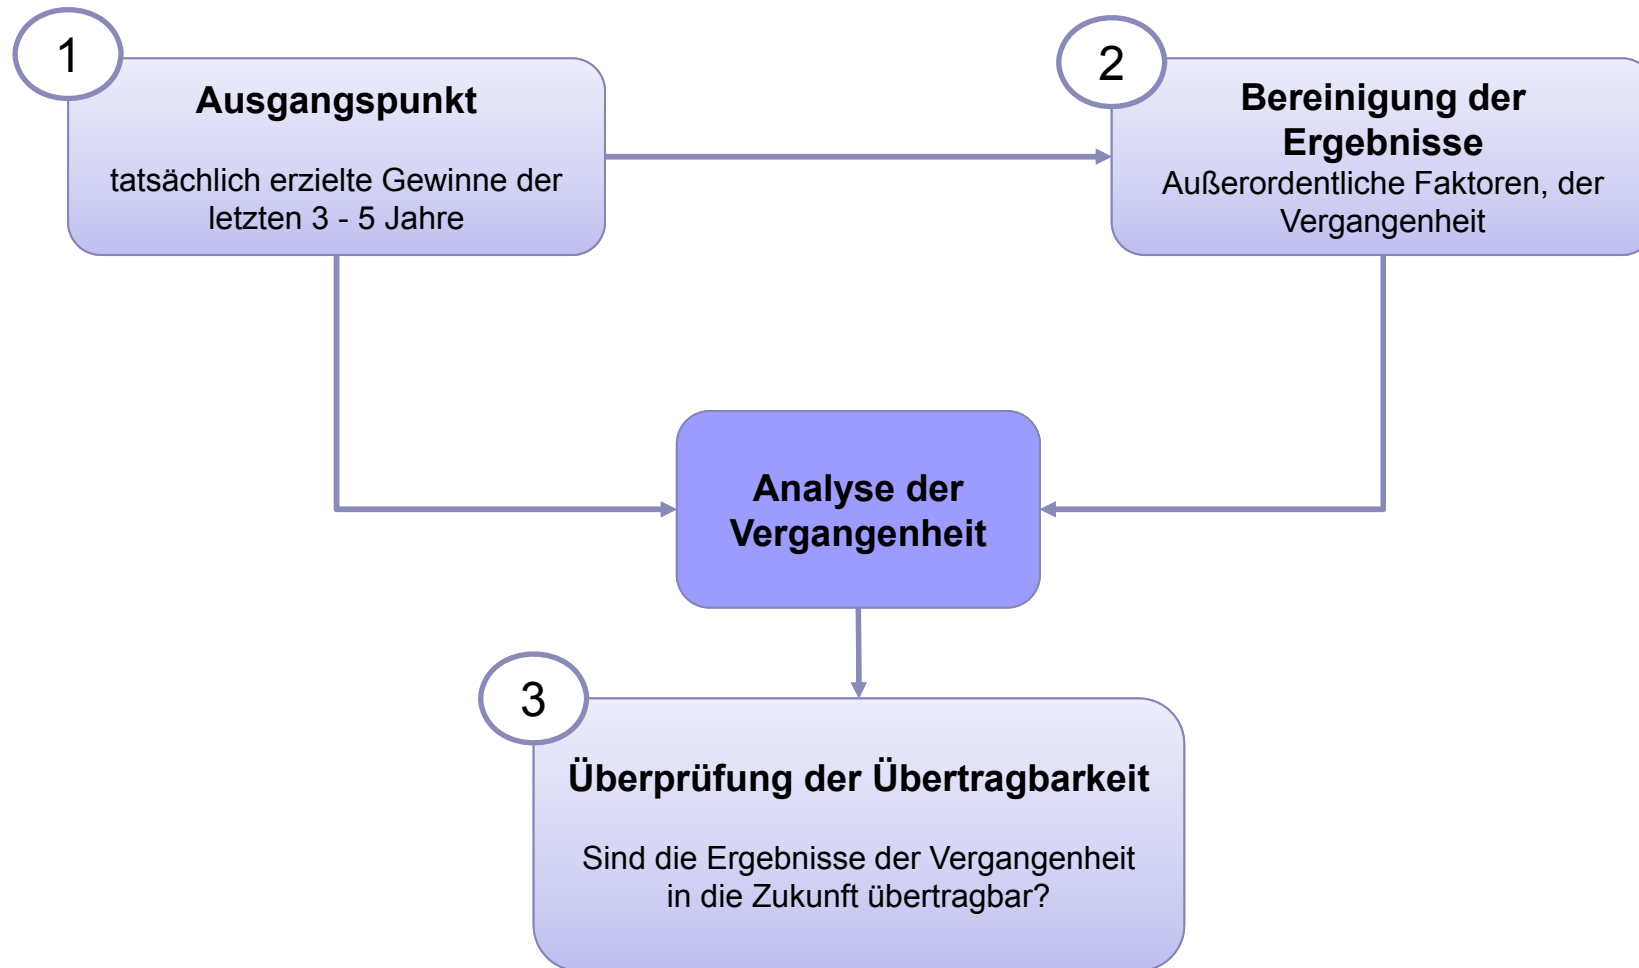 1
Ausgangspunkt
tatsächlich erzielte Gewinne der
letzten 3 - 5 Jahre
2
Bereinigung der
Ergebnisse
Außerordentliche Faktoren, der
Vergangenheit
Analyse der
Vergangenheit
3
Überprüfung der Übertragbarkeit
Sind die Ergebnisse der Vergangenheit
in die Zukunft übertragbar?